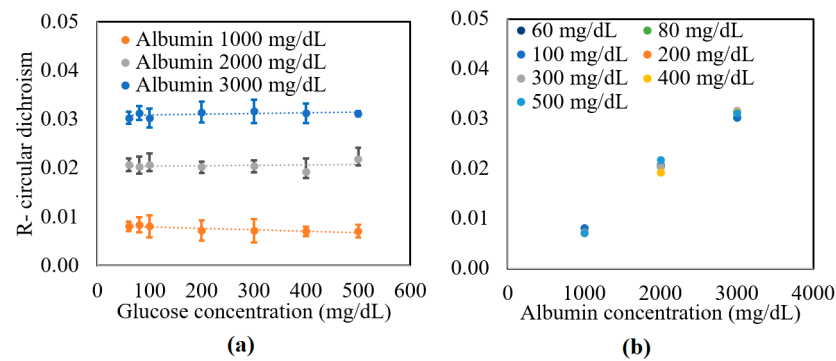 0.05
0.04
0.03
0.02
0.01
0.00
R- circular dichroism
Albumin 1000 mg/dL
Albumin 2000 mg/dL
Albumin 3000 mg/dL
0 100 200 300 400 500 600
Glucose concentration (mg/dL)
(a)
0.05
0.04
0.03
0.02
0.01
0.00
60 mg/dL 80 mg/dL
100 mg/dL 200 mg/dL
300 mg/dL 400 mg/dL
500 mg/dL
0 1000 2000 3000 4000
Albumin concentration (mg/dL)
(b)